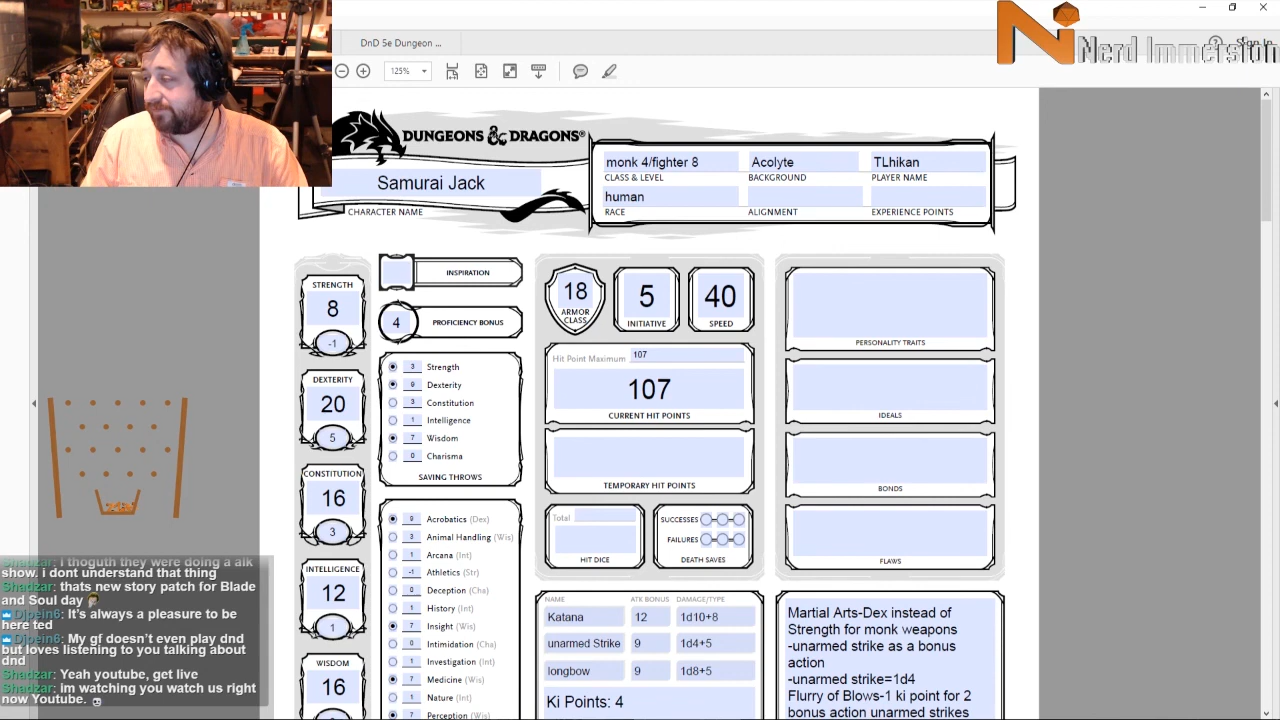 DnD 5e Dungeon ...
Sign In
Nerd Immersion
125%
DUNGEONS & DRAGONS®
Samurai Jack
CHARACTER NAME
monk 4/fighter 8
Acolyte
TLhikan
CLASS & LEVEL
BACKGROUND
PLAYER NAME
human
RACE
ALIGNMENT
EXPERIENCE POINTS
STRENGTH
8
-1
DEXTERITY
20
5
CONSTITUTION
16
3
INTELLIGENCE
12
1
WISDOM
16
INSPIRATION
4 PROFICIENCY BONUS
3 Strength
9 Dexterity
3 Constitution
1 Intelligence
7 Wisdom
0 Charisma
SAVING THROWS
9 Acrobatics (Dex)
3 Animal Handling (Wis)
1 Arcana (Int)
-1 Athletics (Str)
0 Deception (Cha)
1 History (Int)
7 Insight (Wis)
0 Intimidation (Cha)
1 Investigation (Int)
7 Medicine (Wis)
1 Nature (Int)
7 Perception (Wis)
18
ARMOR
CLASS
5
INITIATIVE
40
SPEED
Hit Point Maximum 107
107
CURRENT HIT POINTS
TEMPORARY HIT POINTS
Total
HIT DICE
SUCCESSES
FAILURES
DEATH SAVES
NAME ATK BONUS DAMAGE/TYPE
Katana 12 1d10+8
unarmed Strike 9 1d4+5
longbow 9 1d8+5
Ki Points: 4
PERSONALITY TRAITS
IDEALS
BONDS
FLAWS
Martial Arts-Dex instead of
Strength for monk weapons
-unarmed strike as a bonus
action
-unarmed strike=1d4
Flurry of Blows-1 ki point for 2
bonus action unarmed strikes
Shadzar: I thoguth they were doing a alk
show. i dont understand that thing
Shadzar: thats new story patch for Blade
and Soul day
Djpein6: It's always a pleasure to be
here ted
Djpein6: My gf doesn't even play dnd
but loves listening to you talking about
dnd
Shadzar: Yeah youtube, get live
Shadzar: im watching you watch us right
now Youtube.